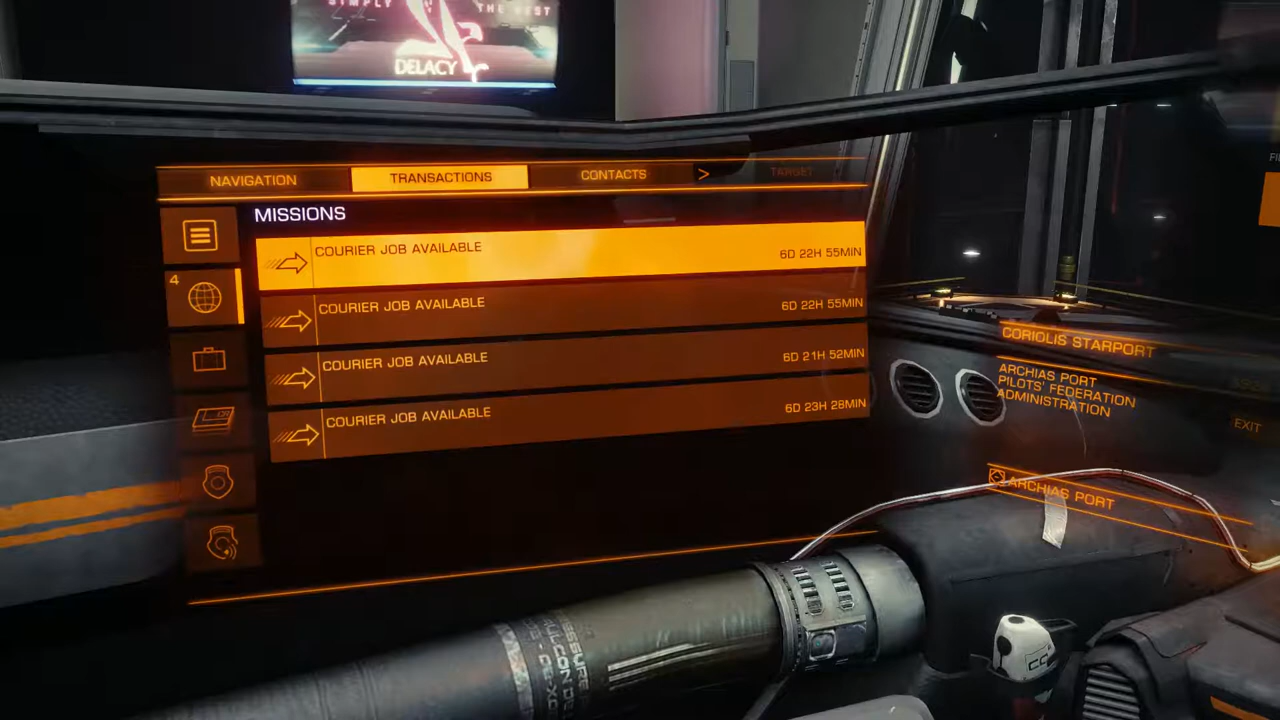 SIMPLY THE BEST
DELACY
NAVIGATION
TRANSACTIONS
CONTACTS
>
TARGET
MISSIONS
COURIER JOB AVAILABLE
6D 22H 55MIN
4
COURIER JOB AVAILABLE
6D 22H 55MIN
COURIER JOB AVAILABLE
6D 21H 52MIN
COURIER JOB AVAILABLE
6D 23H 28MIN
CORIOLIS STARPORT
ARCHIAS PORT
PILOTS' FEDERATION
ADMINISTRATION
EXIT
ARCHIAS PORT